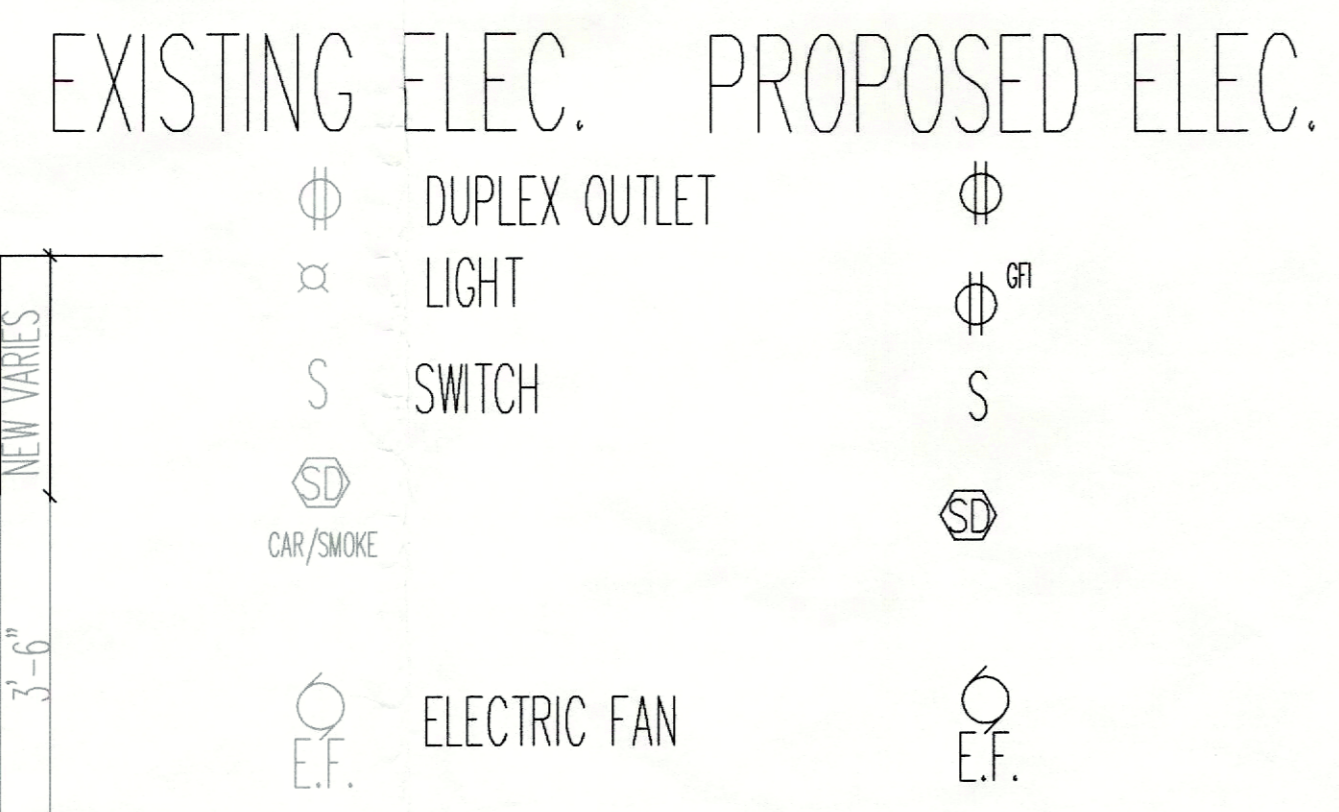 EXISTING ELEC. PROPOSED ELEC.
DUPLEX OUTLET
LIGHT
GFI
S SWITCH S
SD SD
CAR/SMOKE
NEW VARIES
3'-6"
ELECTRIC FAN
E.F. E.F.